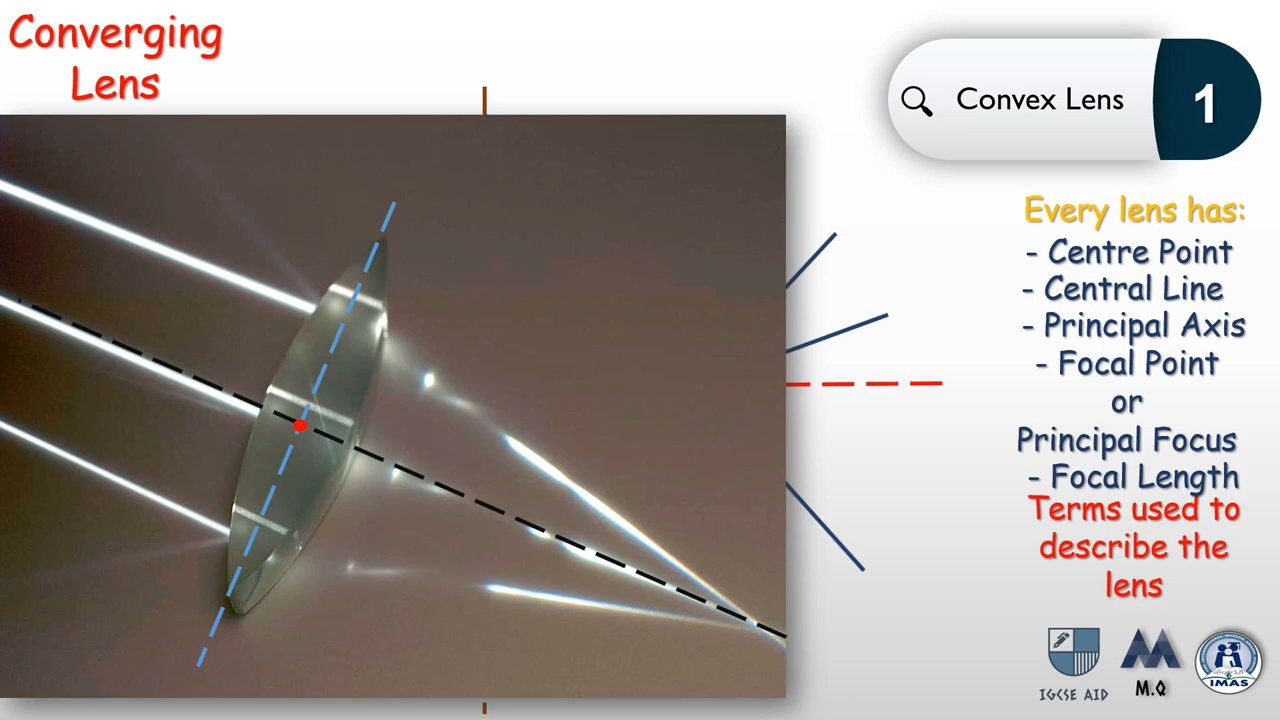 Converging
Lens
Convex Lens
1
Every lens has:
- Centre Point
- Central Line
- Principal Axis
- Focal Point
or
Principal Focus
- Focal Length
Terms used to
describe the
lens
IGCSE AID
M.Q
IMAS